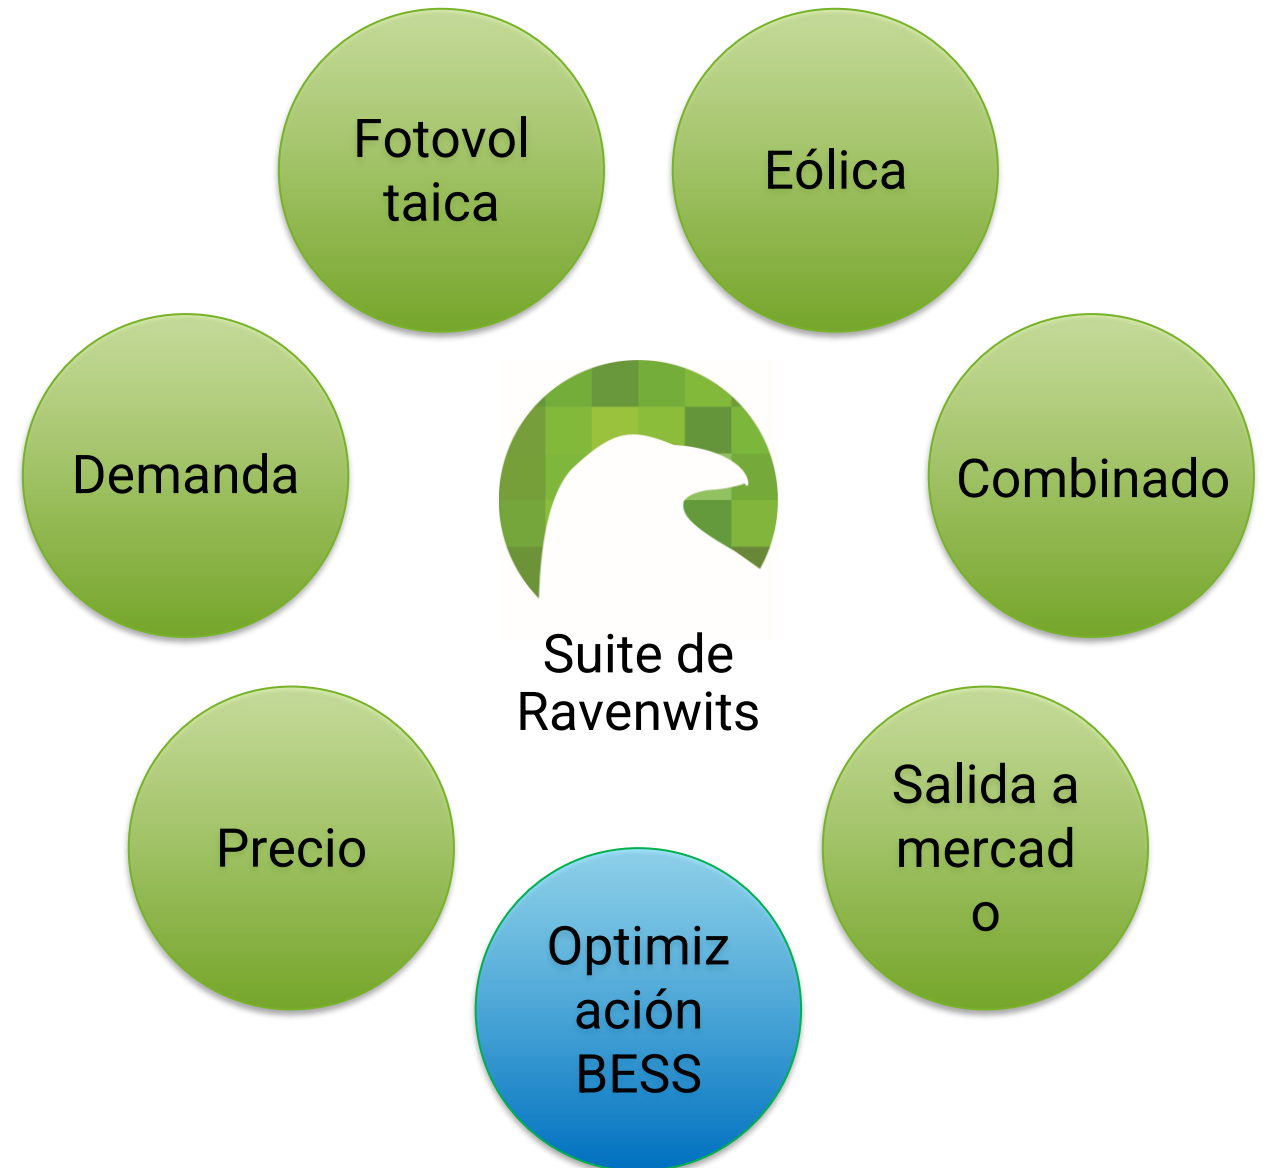 Fotovol
taica
Eólica
Demanda
Combinado
Suite de
Ravenwits
Precio
Salida a
mercad
o
Optimiz
ación
BESS